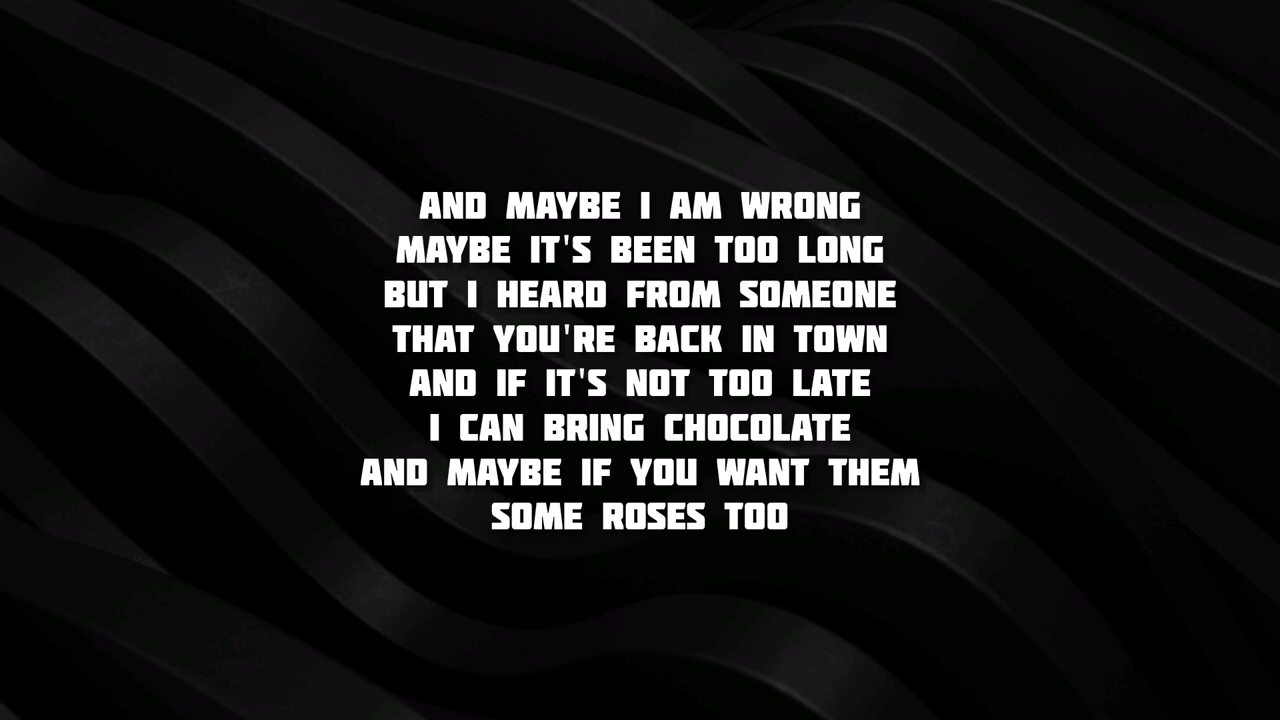 AND MAYBE I AM WRONG
MAYBE IT'S BEEN TOO LONG
BUT I HEARD FROM SOMEONE
THAT YOU'RE BACK IN TOWN
AND IF IT'S NOT TOO LATE
I CAN BRING CHOCOLATE
AND MAYBE IF YOU WANT THEM
SOME ROSES TOO